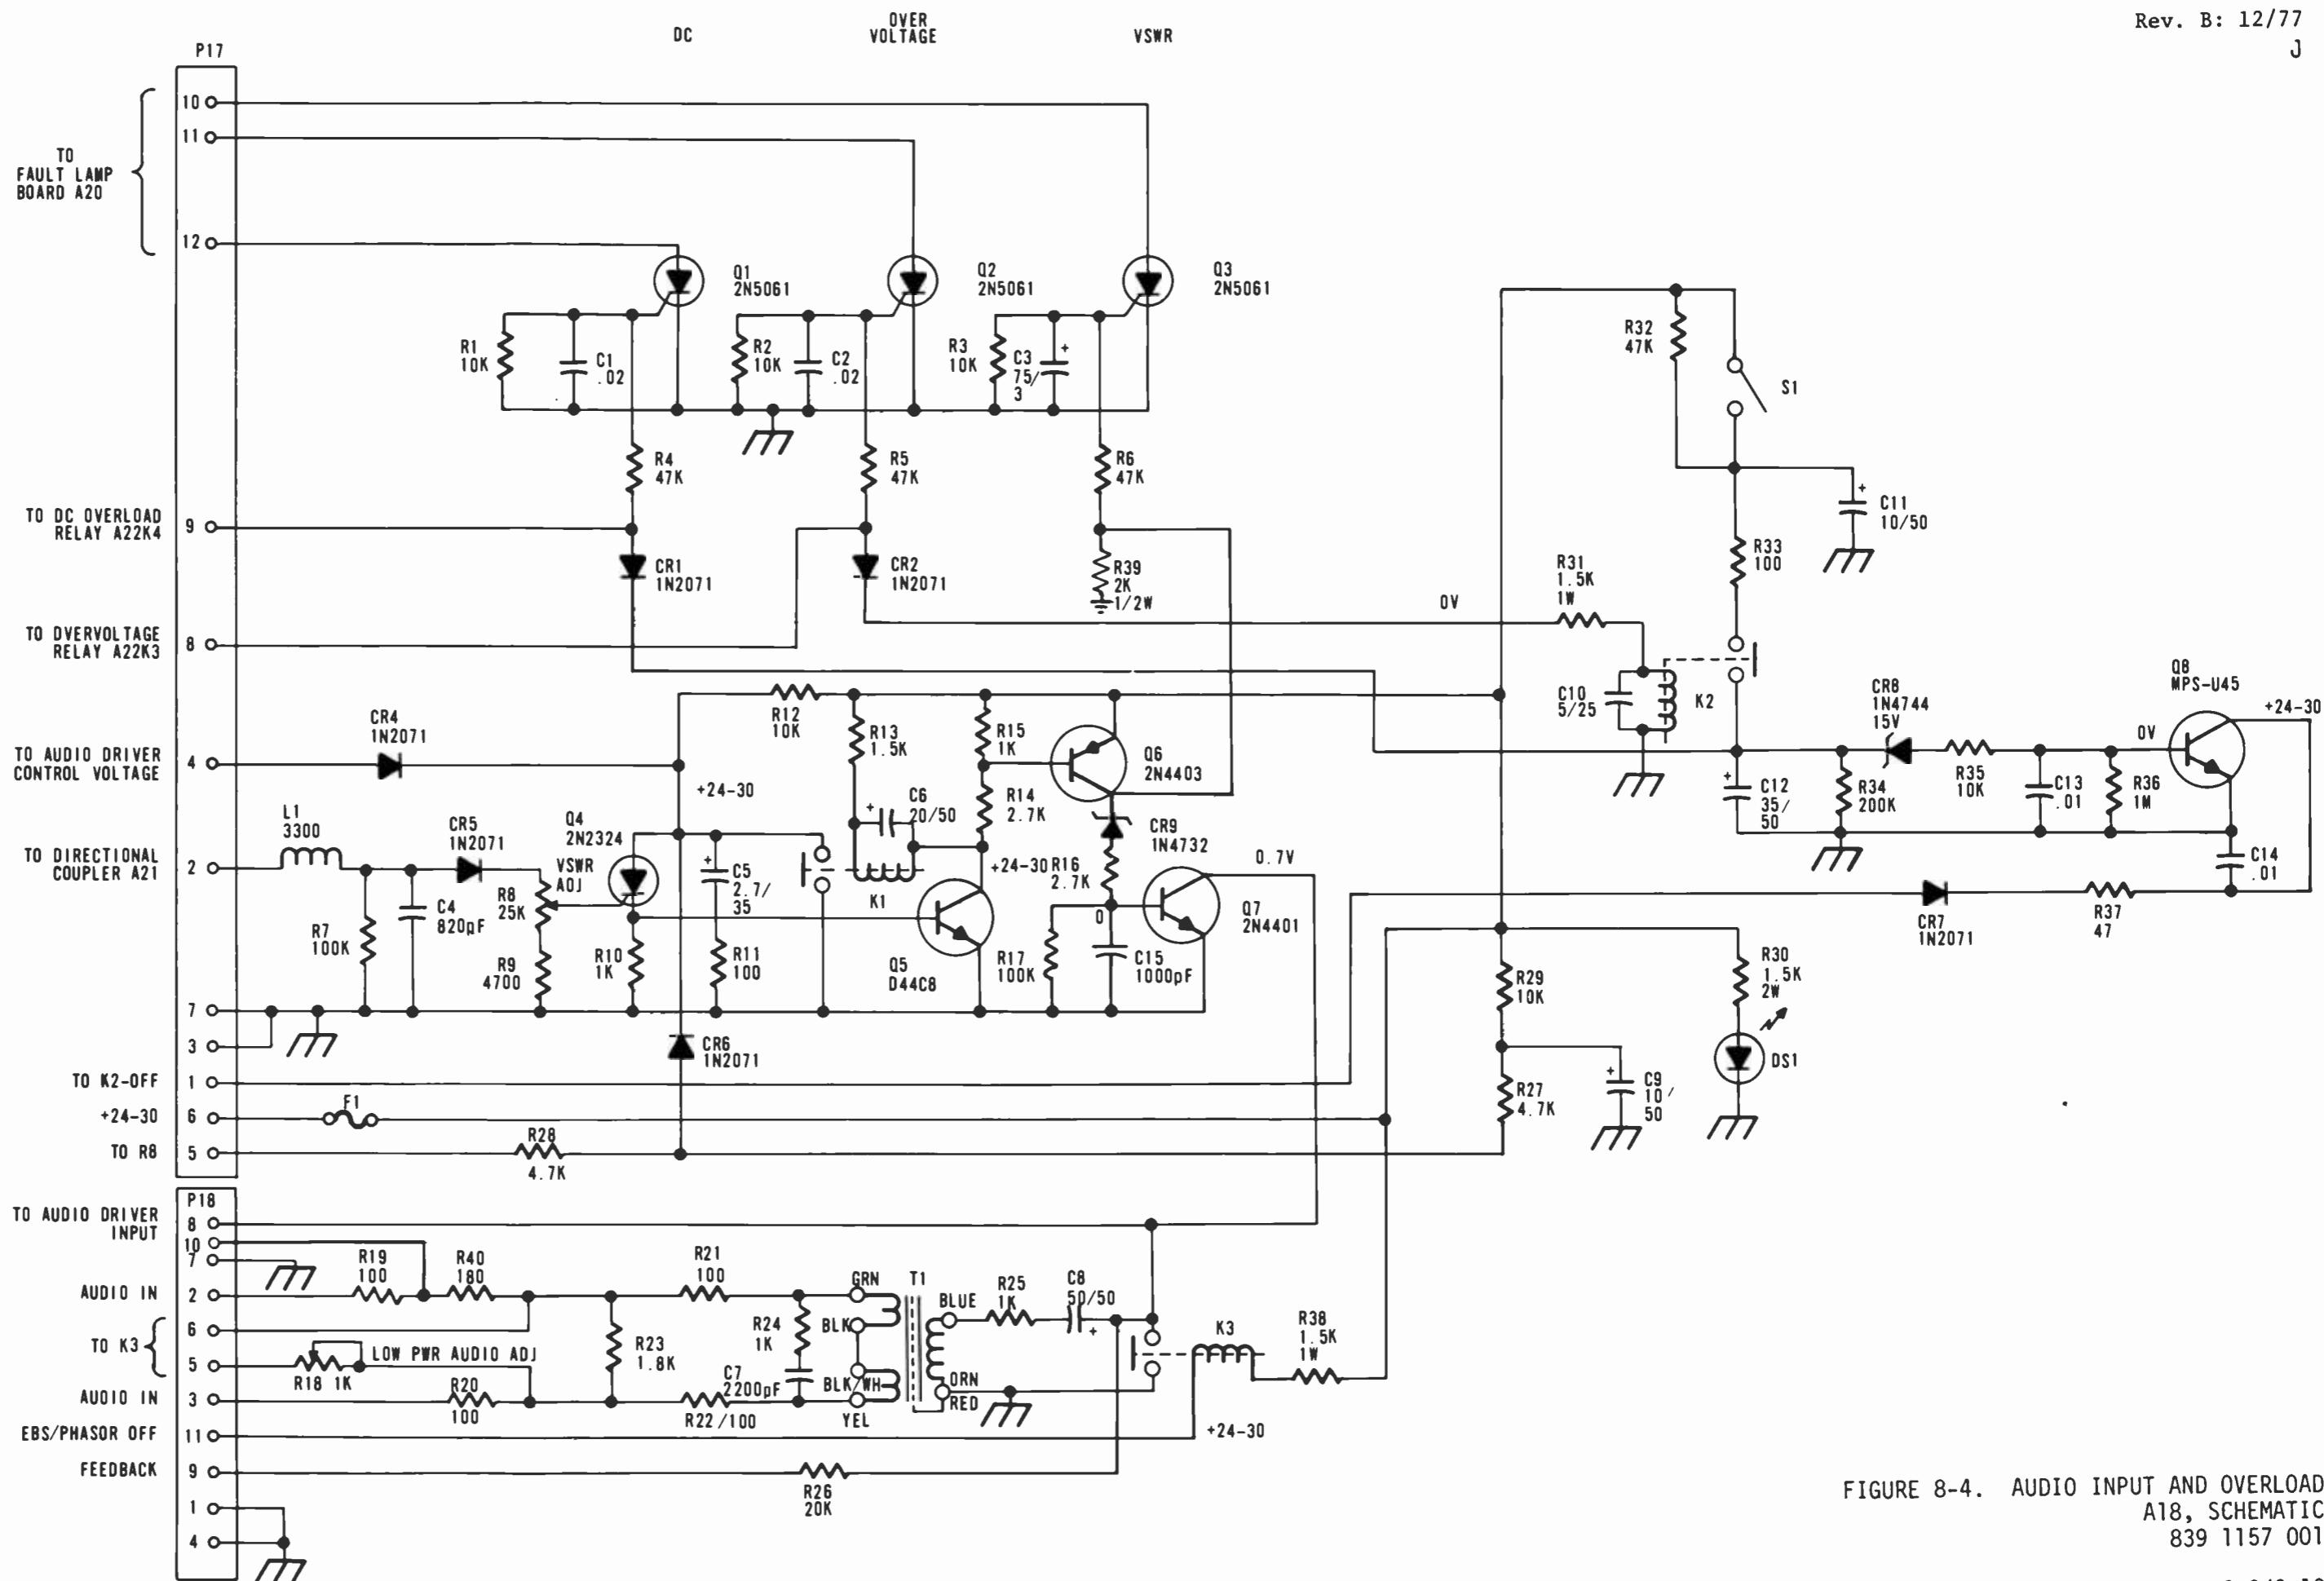 Rev. B: 12/77
J
DC
OVER
VOLTAGE
VSWR
P17
10
11
TO
FAULT LAMP
BOARD A20
12
Q1
2N5061
Q2
2N5061
Q3
2N5061
R1
10K
C1
.02
R2
10K
C2
.02
R3
10K
C3
75/
3
+
R32
47K
S1
R4
47K
R5
47K
R6
47K
C11
10/50
+
TO DC OVERLOAD
RELAY A22K4
9
CR1
1N2071
CR2
1N2071
R39
2K
1/2W
R33
100
R31
1.5K
1W
0V
TO OVERVOLTAGE
RELAY A22K3
8
C10
5/25
K2
Q8
MPS-U45
CR8
1N4744
15V
+24-30
0V
CR4
1N2071
R12
10K
R13
1.5K
R15
1K
Q6
2N4403
TO AUDIO DRIVER
CONTROL VOLTAGE
4
+24-30
C6
20/50
+
R14
2.7K
+
C12
35/
50
R34
200K
R35
10K
C13
.01
R36
1M
L1
3300
CR5
1N2071
Q4
2N2324
CR9
1N4732
TO DIRECTIONAL
COUPLER A21
2
VSWR
ADJ
R8
25K
+
C5
2.7/
35
+24-30
R16
2.7K
0.7V
C14
.01
C4
820pF
K1
0
Q7
2N4401
CR7
1N2071
R37
47
R7
100K
R9
4700
R10
1K
R11
100
Q5
D44C8
R17
100K
C15
1000pF
R29
10K
R30
1.5K
2W
7
3
CR6
1N2071
DS1
TO K2-OFF
1
+24-30
6
F1
R27
4.7K
+
C9
10/
50
TO R8
5
R28
4.7K
P18
TO AUDIO DRIVER
INPUT
8
10
7
R19
100
R40
180
R21
100
GRN
T1
BLUE
R25
1K
C8
50/50
+
AUDIO IN
2
K3
R38
1.5K
1W
TO K3
6
R24
1K
BLK
R23
1.8K
5
LOW PWR AUDIO ADJ
R18 1K
C7
2200pF
BLK/WH
ORN
AUDIO IN
3
R20
100
R22/100
YEL
RED
EBS/PHASOR OFF
11
+24-30
FEEDBACK
9
R26
20K
1
4
FIGURE 8-4. AUDIO INPUT AND OVERLOAD
A18, SCHEMATIC
839 1157 001